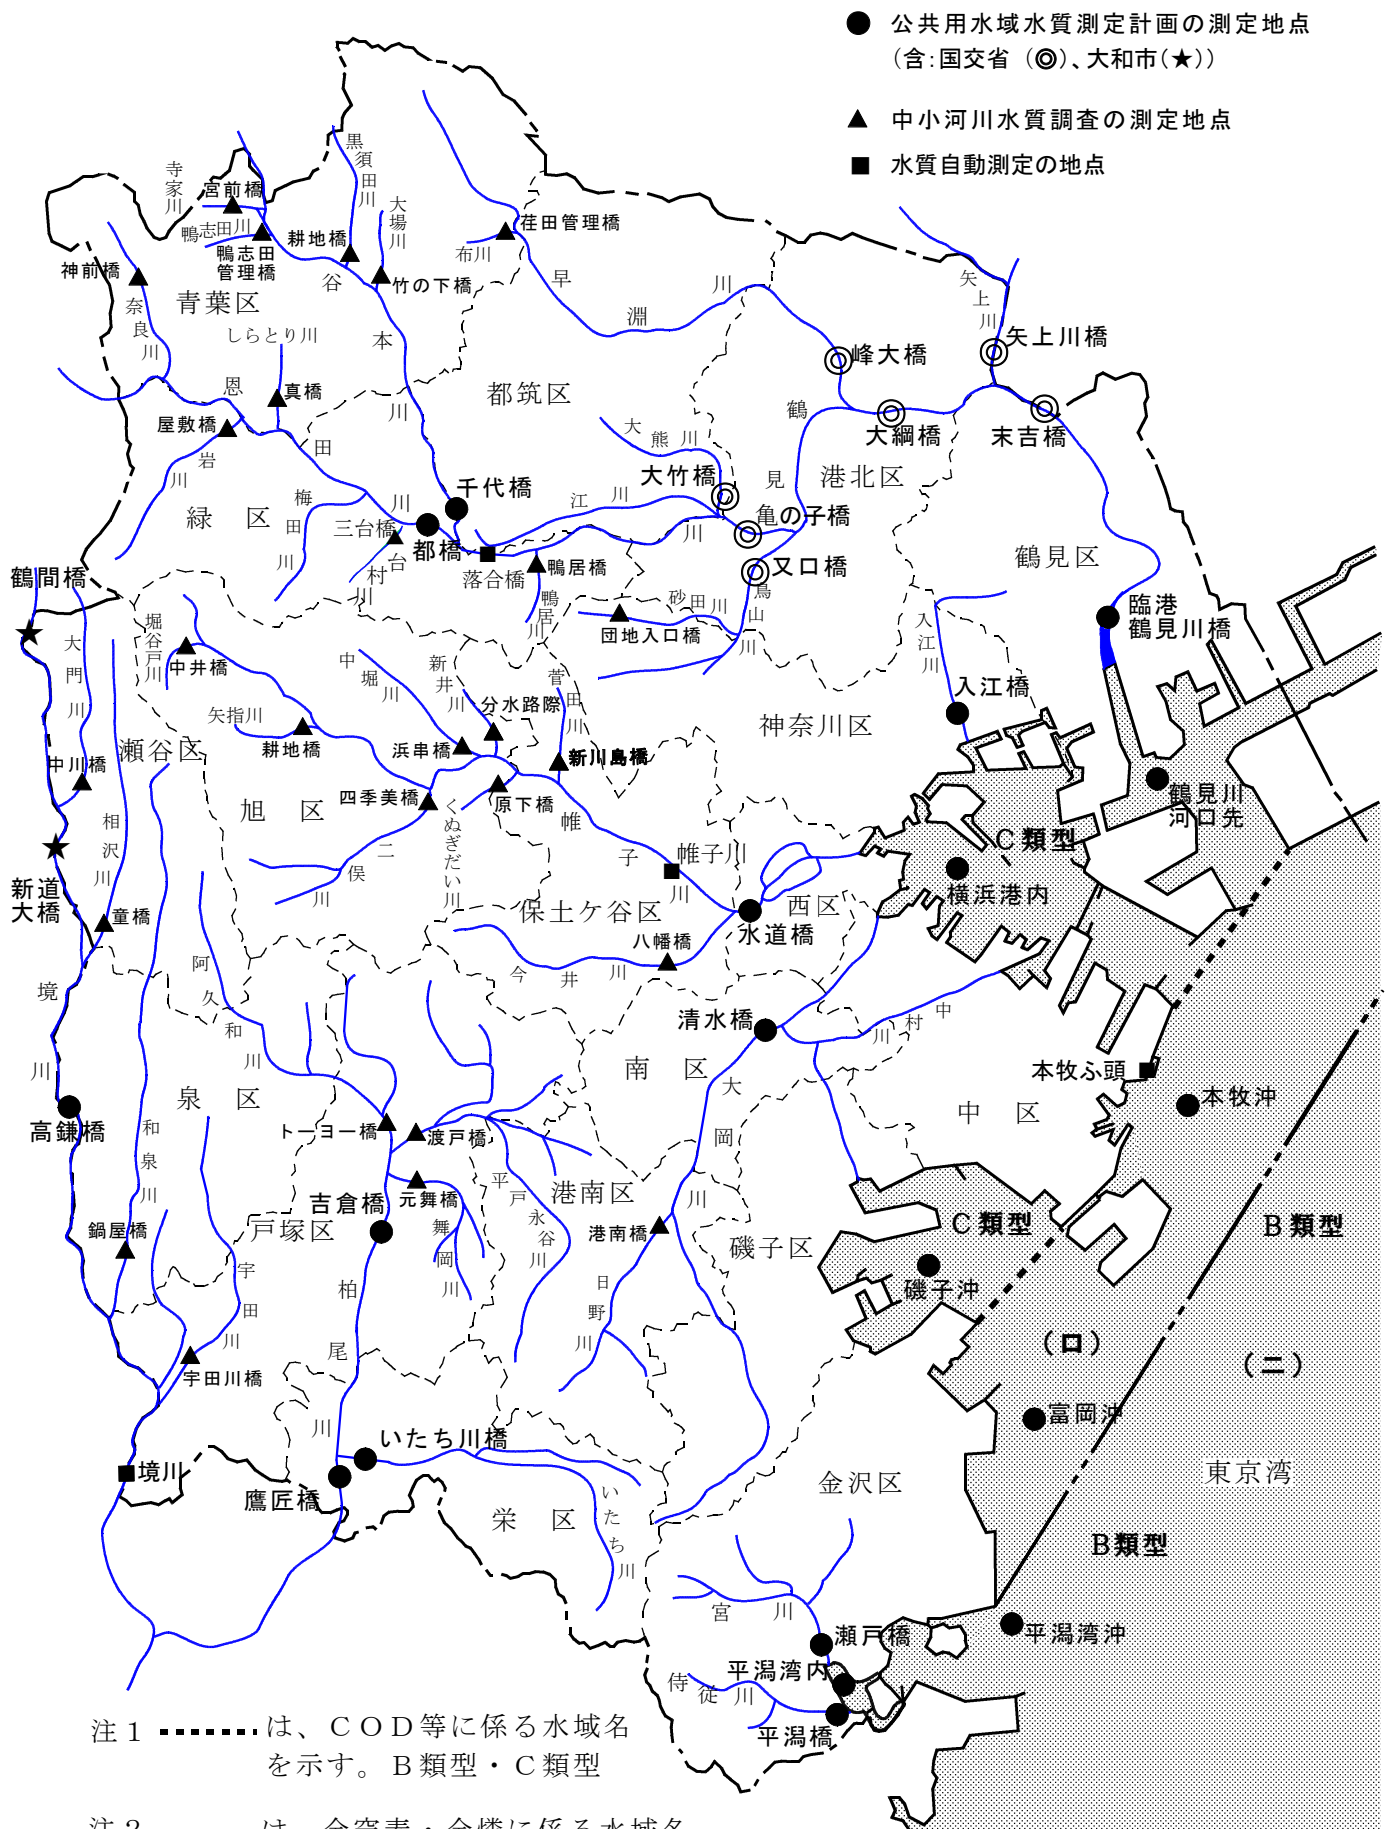 ● 公共用水域水質測定計画の測定地点
(含:国交省 (◎)、大和市(★))
▲ 中小河川水質調査の測定地点
■ 水質自動測定の地点
寺家川
宮前橋
鴨志田川
鴨志田
管理橋
耕地橋
黒須田川
大場川
竹の下橋
荏田管理橋
布川
早淵川
神前橋
奈良川
青葉区
しらとり川
谷本川
都筑区
矢上川
矢上川橋
峰大橋
大綱橋
末吉橋
鶴見川
港北区
恩田川
真橋
屋敷橋
岩川
緑区
梅田川
三台橋
台村川
都橋
千代橋
落合橋
江川
大熊川
大竹橋
亀の子橋
又口橋
鳥山川
砂田川
団地入口橋
鴨居橋
鴨居川
鶴見区
臨港
鶴見川橋
入江川
入江橋
鶴間橋
大門川
堀谷戸川
中井橋
中堀川
新井川
分水路際
菅田川
新川島橋
神奈川区
矢指川
耕地橋
浜串橋
四季美橋
原下橋
瀬谷区
中川橋
相沢川
旭区
二俣川
くぬぎだい川
帷子川
帷子川
保土ケ谷区
西区
水道橋
八幡橋
今井川
新道
大橋
童橋
鶴見川
河口先
C類型
横浜港内
境川
阿久和川
清水橋
中村川
南区
大岡川
中区
本牧ふ頭
本牧沖
泉区
和泉川
高鎌橋
トーヨー橋
渡戸橋
元舞橋
舞岡川
平戸永谷川
港南区
港南橋
日野川
磯子区
C類型
磯子沖
B類型
吉倉橋
戸塚区
鍋屋橋
宇田川
宇田川橋
柏尾川
(ロ)
(ニ)
富岡沖
いたち川橋
境川
鷹匠橋
栄区
いたち川
金沢区
東京湾
B類型
宮川
瀬戸橋
平潟湾沖
平潟湾内
侍従川
平潟橋
注1 は、COD等に係る水域名
を示す。B類型・C類型
注2 は、全窒素・全燐に係る水域名